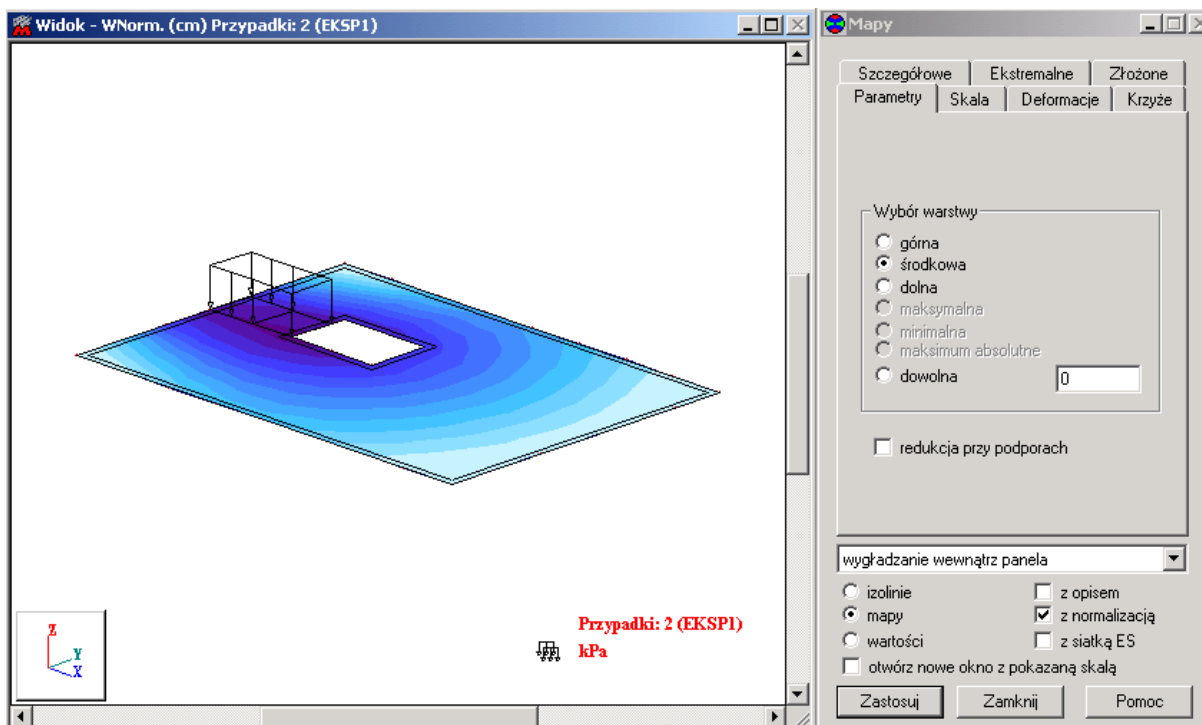 Widok - WNorm. (cm) Przypadki: 2 (EKSP1)
Z
Y
X
Przypadki: 2 (EKSP1)
kPa
Mapy
Szczegółowe Ekstremalne Złożone
Parametry Skala Deformacje Krzyże
Wybór warstwy
górna
środkowa
dolna
maksymalna
minimalna
maksimum absolutne
dowolna 0
redukcja przy podporach
wygładzanie wewnątrz panela
izolinie z opisem
mapy z normalizacją
wartości z siatką ES
otwórz nowe okno z pokazaną skalą
Zastosuj Zamknij Pomoc